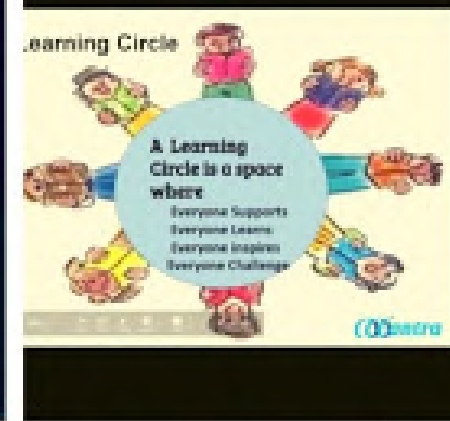 Learning Circle
A Learning
Circle is a space
where
Everyone Supports
Everyone Learns
Everyone Inspires
Everyone Challenge